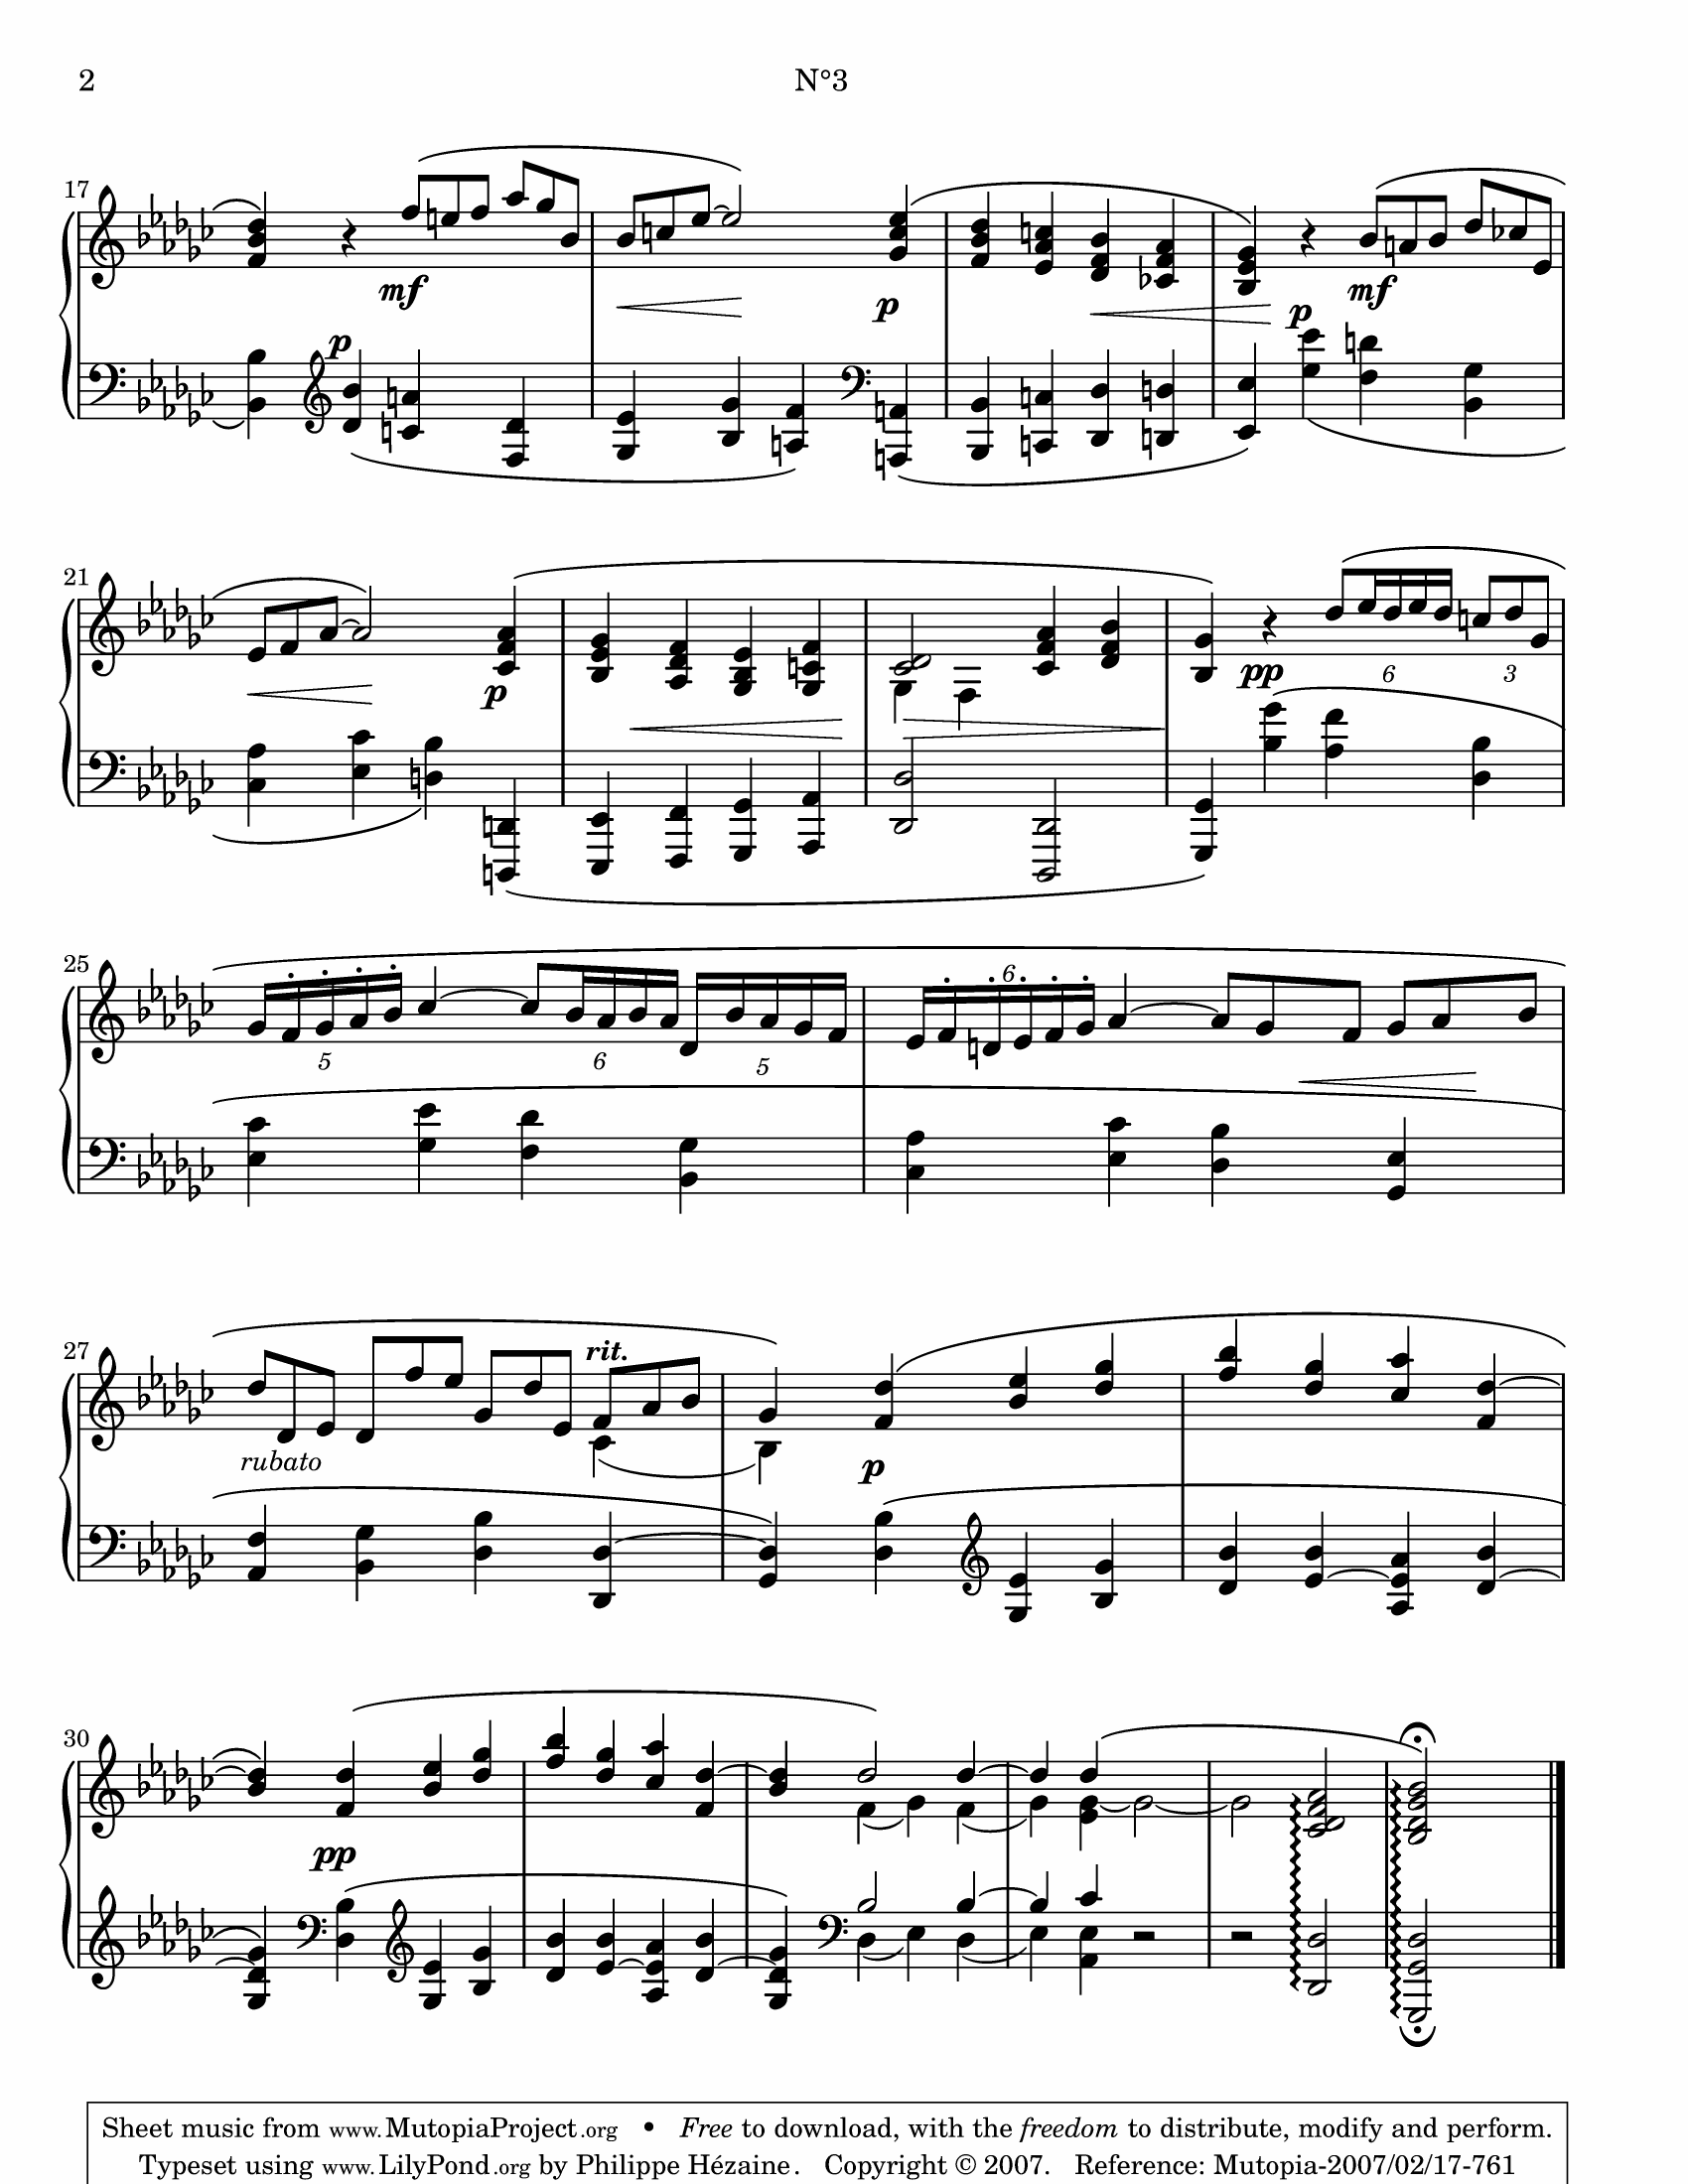 2 N°3
17
mf
p
p
p
mf
21
p
pp
6
3
25
5
6
5
6
27
rit.
rubato
p
30
pp
Sheet music from www.MutopiaProject.org • Free to download, with the freedom to distribute, modify and perform.
Typeset using www.LilyPond.org by Philippe Hézaine. Copyright © 2007. Reference: Mutopia-2007/02/17-761